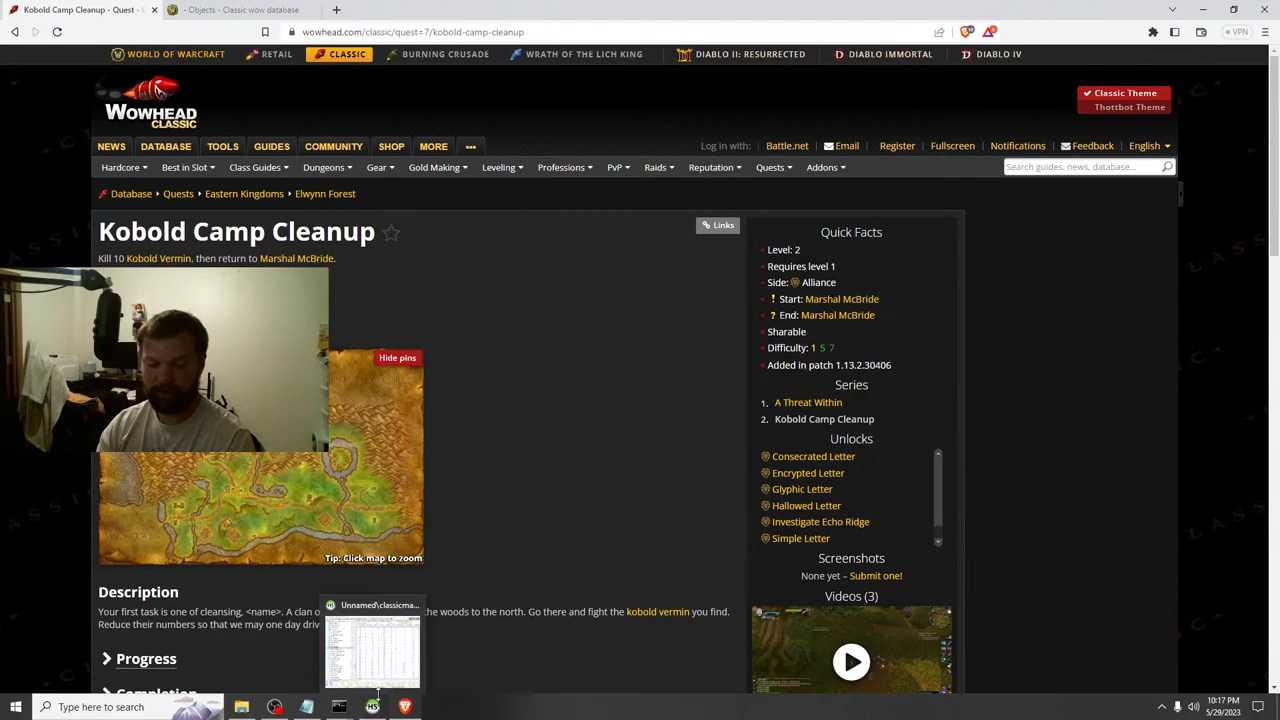 Kobold Camp Cleanup - Quest - C
- Objects - Classic wow database
wowhead.com/classic/quest=7/kobold-camp-cleanup
VPN
WORLD OF WARCRAFT
RETAIL
CLASSIC
BURNING CRUSADE
WRATH OF THE LICH KING
DIABLO II: RESURRECTED
DIABLO IMMORTAL
DIABLO IV
WOWHEAD
CLASSIC
Classic Theme
Thottbot Theme
NEWS
DATABASE
TOOLS
GUIDES
COMMUNITY
SHOP
MORE
Log in with:
Battle.net
Email
Register
Fullscreen
Notifications
Feedback
English
Hardcore
Best in Slot
Class Guides
Dungeons
Gear
Gold Making
Leveling
Professions
PvP
Raids
Reputation
Quests
Addons
Search guides, news, database...
Database
Quests
Eastern Kingdoms
Elwynn Forest
Kobold Camp Cleanup
Links
Kill 10 Kobold Vermin, then return to Marshal McBride.
Hide pins
Tip: Click map to zoom
Quick Facts
Level: 2
Requires level 1
Side: Alliance
Start: Marshal McBride
End: Marshal McBride
Sharable
Difficulty: 1 5 7
Added in patch 1.13.2.30406
Series
1. A Threat Within
2. Kobold Camp Cleanup
Unlocks
Consecrated Letter
Encrypted Letter
Glyphic Letter
Hallowed Letter
Investigate Echo Ridge
Simple Letter
Screenshots
None yet – Submit one!
Videos (3)
Description
Your first task is one of cleansing, <name>. A clan o
the woods to the north. Go there and fight the kobold vermin you find.
Reduce their numbers so that we may one day driv
Unnamed\classicma...
Progress
Completion
Type here to search
HS
10:17 PM
5/29/2023